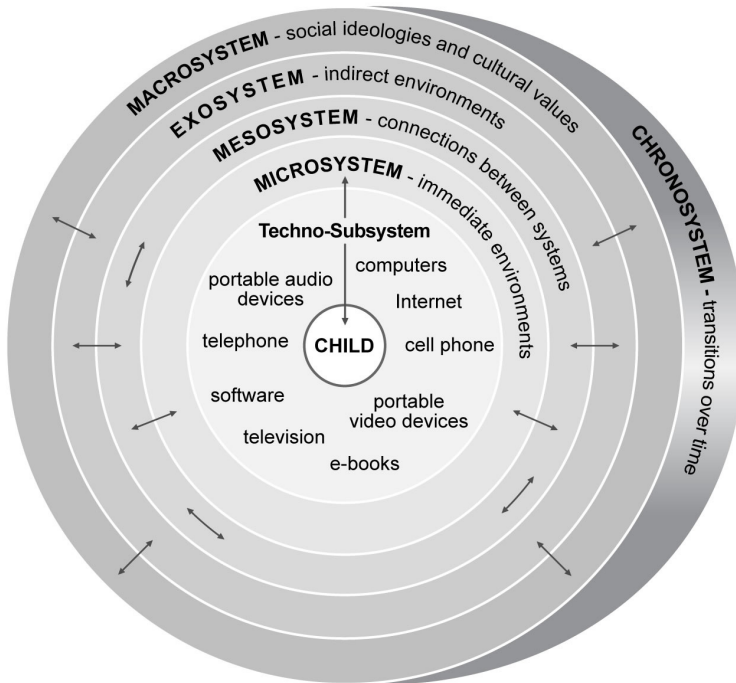 MACROSYSTEM - social ideologies and cultural values
EXOSYSTEM - indirect environments
MESOSYSTEM - connections between systems
MICROSYSTEM - immediate environments
CHRONOSYSTEM - transitions over time
Techno-Subsystem
computers
portable audio
devices
Internet
telephone
CHILD
cell phone
software
portable
video devices
television
e-books